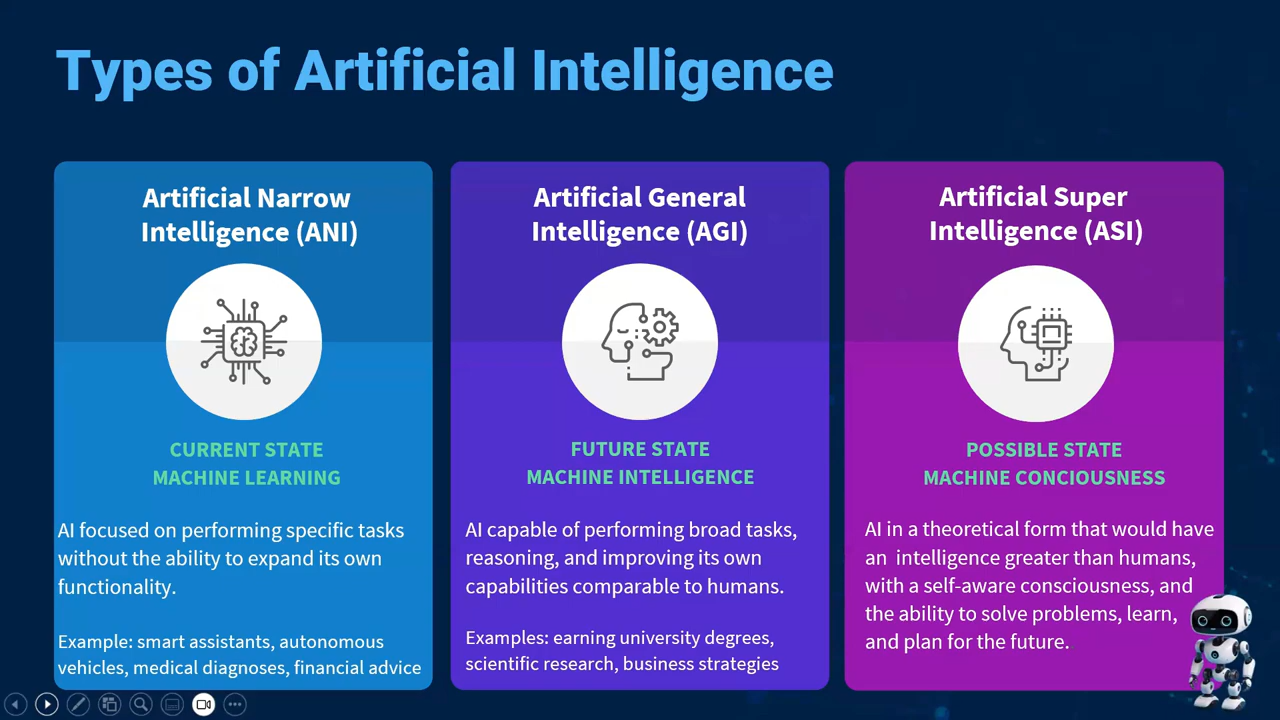 Types of Artificial Intelligence
Artificial Narrow
Intelligence (ANI)
CURRENT STATE
MACHINE LEARNING
AI focused on performing specific tasks
without the ability to expand its own
functionality.
Example: smart assistants, autonomous
vehicles, medical diagnoses, financial advice
Artificial General
Intelligence (AGI)
FUTURE STATE
MACHINE INTELLIGENCE
AI capable of performing broad tasks,
reasoning, and improving its own
capabilities comparable to humans.
Examples: earning university degrees,
scientific research, business strategies
Artificial Super
Intelligence (ASI)
POSSIBLE STATE
MACHINE CONCIOUSNESS
AI in a theoretical form that would have
an  intelligence greater than humans,
with a self-aware consciousness, and
the ability to solve problems, learn,
and plan for the future.